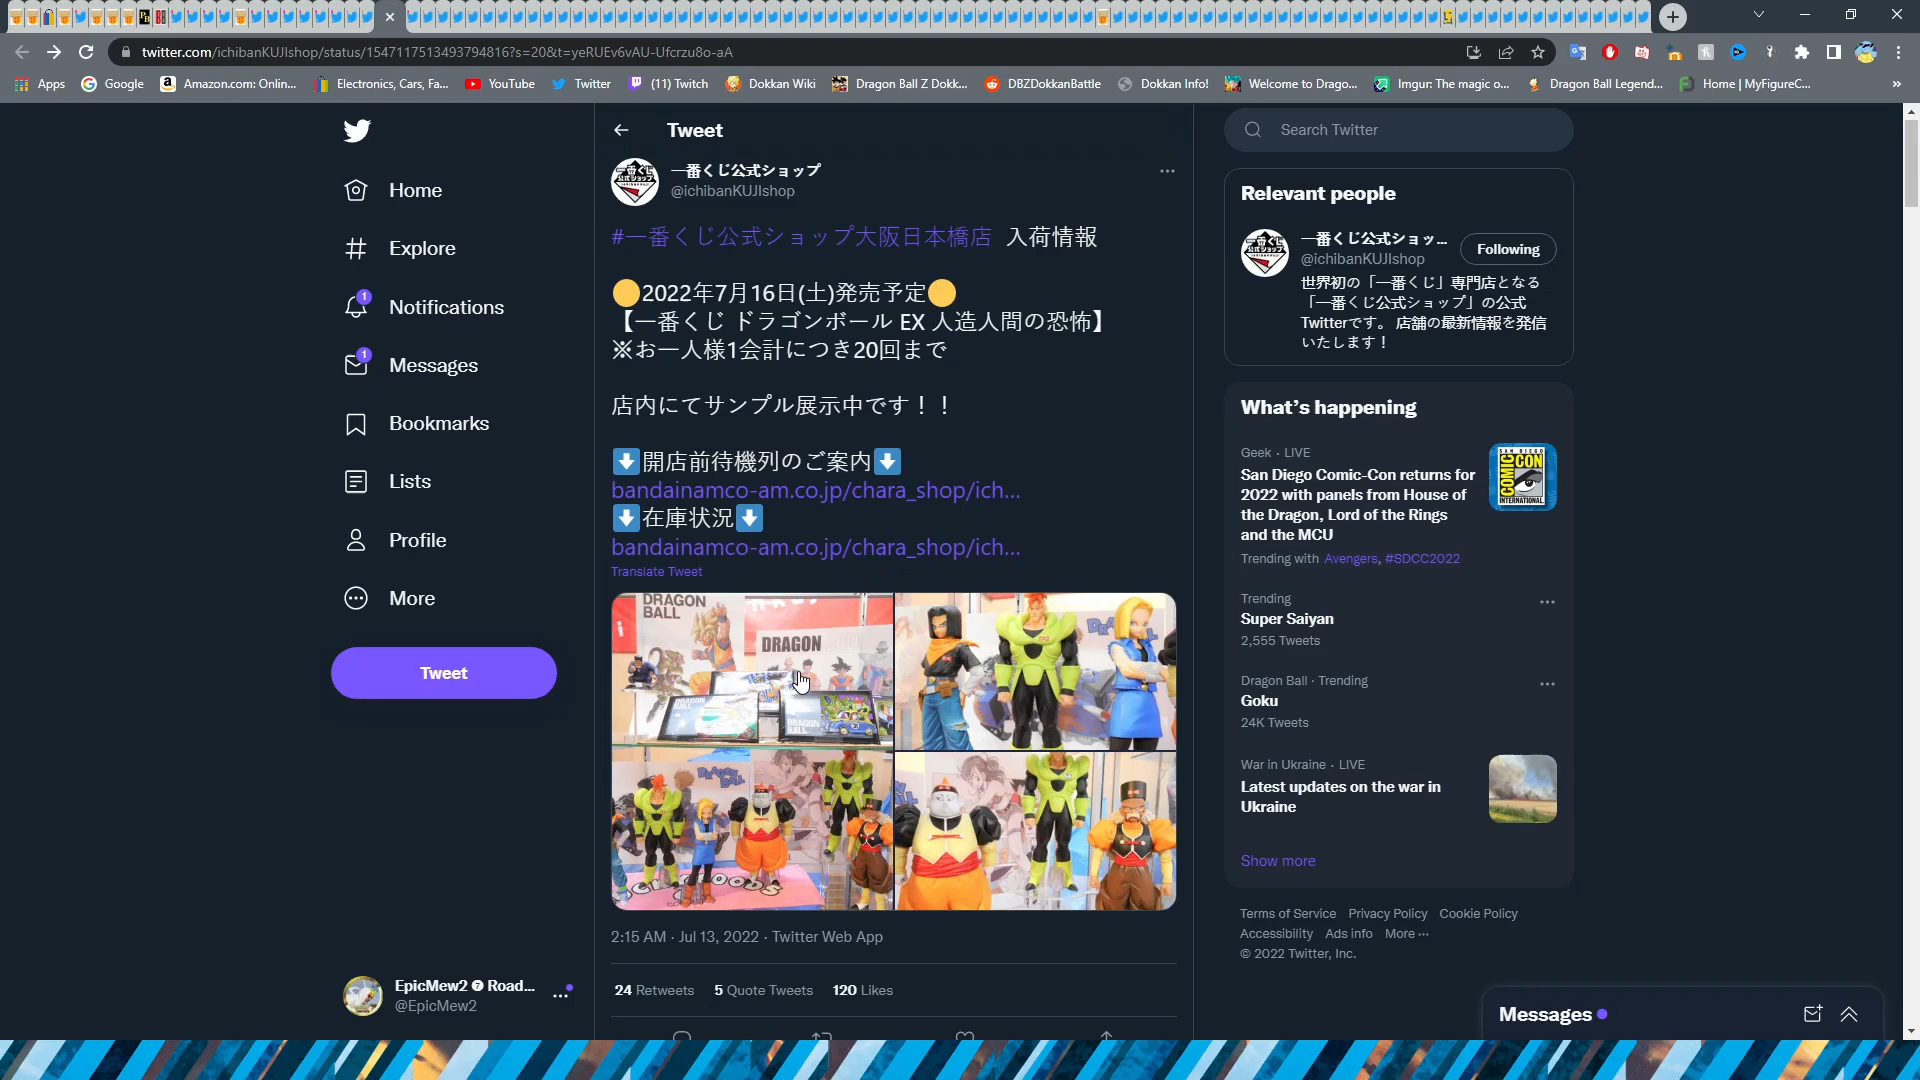 twitter.com/ichibanKUJIshop/status/1547117513493794816?s=20&t=yeRUEv6vAU-Ufcrzu8o-aA
Apps
Google
Amazon.com: Onlin...
Electronics, Cars, Fa...
YouTube
Twitter
(11) Twitch
Dokkan Wiki
Dragon Ball Z Dokk...
DBZDokkanBattle
Dokkan Info!
Welcome to Drago...
Imgur: The magic o...
Dragon Ball Legend...
Home | MyFigureC...
»
Home
Explore
1
Notifications
1
Messages
Bookmarks
Lists
Profile
More
Tweet
EpicMew2 ❼ Road...
@EpicMew2
Tweet
一番くじ公式ショップ
@ichibanKUJIshop
#一番くじ公式ショップ大阪日本橋店 入荷情報
🟡2022年7月16日(土)発売予定🟡
【一番くじ ドラゴンボール EX 人造人間の恐怖】
※お一人様1会計につき20回まで
店内にてサンプル展示中です！！
⬇開店前待機列のご案内⬇
bandainamco-am.co.jp/chara_shop/ich...
⬇在庫状況⬇
bandainamco-am.co.jp/chara_shop/ich...
Translate Tweet
DRAGON
BALL
DRAGON
2:15 AM · Jul 13, 2022 · Twitter Web App
24 Retweets 5 Quote Tweets 120 Likes
Search Twitter
Relevant people
一番くじ公式ショッ...
@ichibanKUJIshop
Following
世界初の「一番くじ」専門店となる
「一番くじ公式ショップ」の公式
Twitterです。 店舗の最新情報を発信
いたします！
What's happening
Geek · LIVE
San Diego Comic-Con returns for
2022 with panels from House of
the Dragon, Lord of the Rings
and the MCU
Trending with Avengers, #SDCC2022
COMIC CON
INTERNATIONAL
Trending
Super Saiyan
2,555 Tweets
Dragon Ball · Trending
Goku
24K Tweets
War in Ukraine · LIVE
Latest updates on the war in
Ukraine
Show more
Terms of Service Privacy Policy Cookie Policy
Accessibility Ads info More ···
© 2022 Twitter, Inc.
Messages